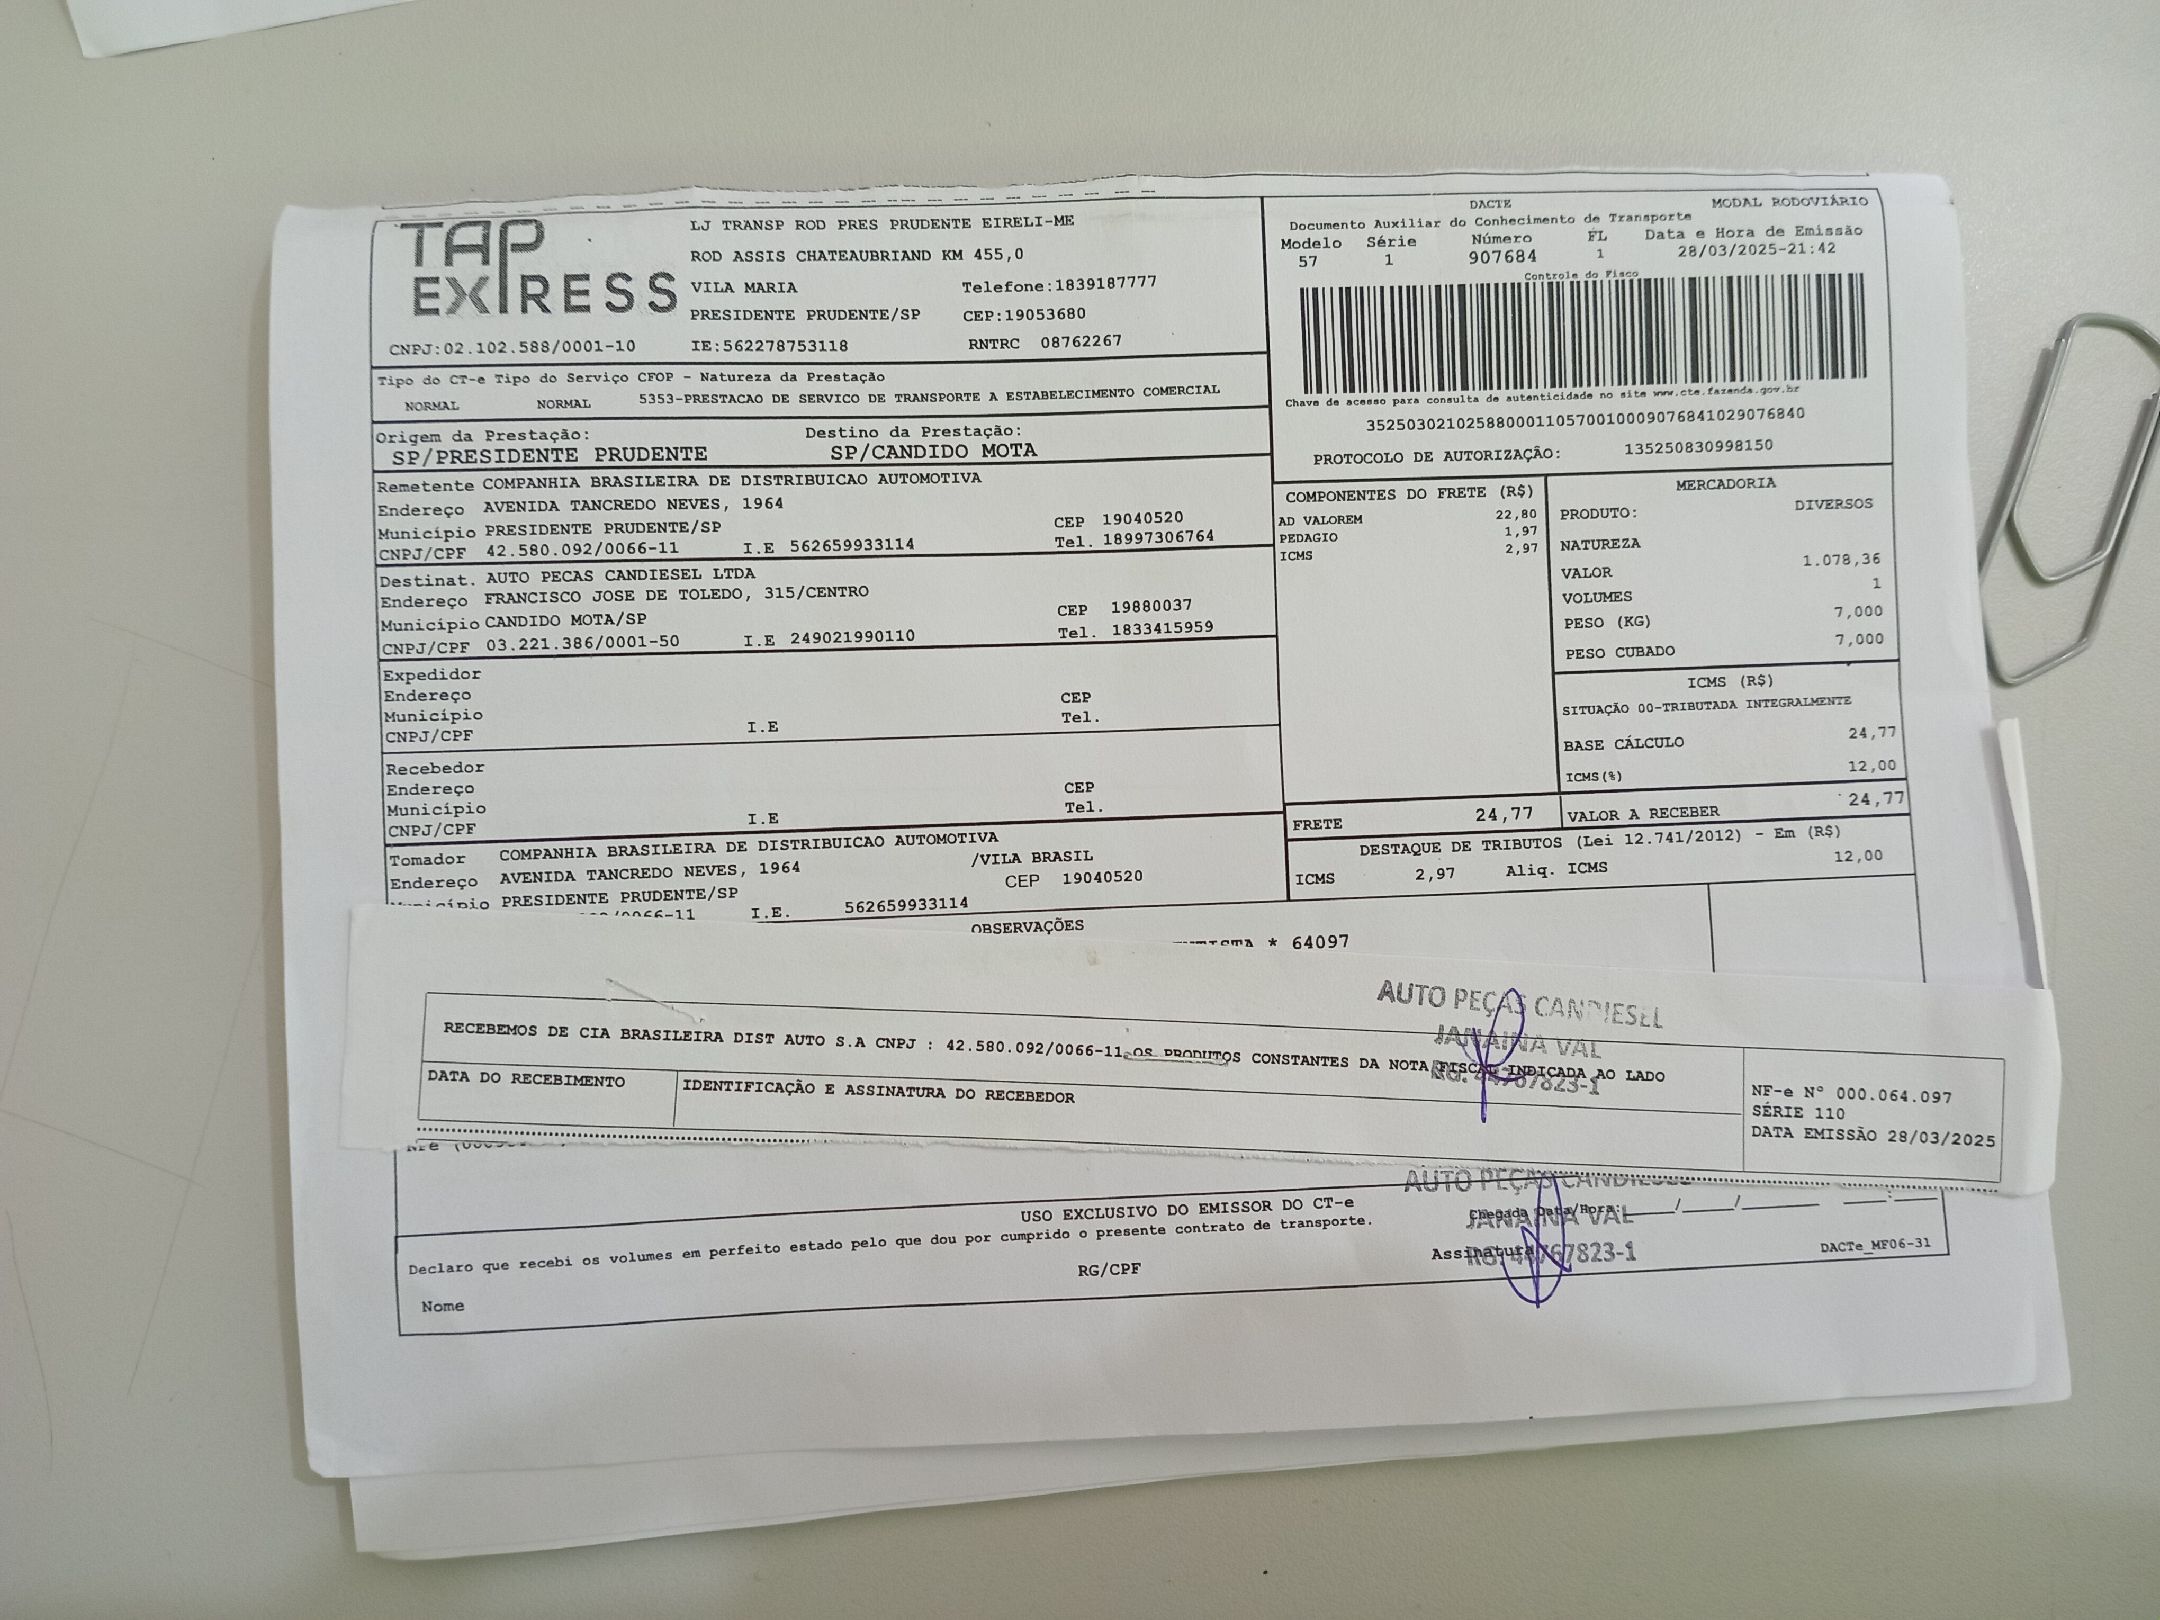 TAP
EXPRESS
LJ TRANSP ROD PRES PRUDENTE EIRELI-ME
ROD ASSIS CHATEAUBRIAND KM 455,0
VILA MARIA Telefone:1839187777
PRESIDENTE PRUDENTE/SP CEP:19053680
CNPJ:02.102.588/0001-10 IE:562278753118 RNTRC 08762267
DACTE MODAL RODOVIÁRIO
Documento Auxiliar do Conhecimento de Transporte
Modelo Série Número FL Data e Hora de Emissão
57 1 907684 1 28/03/2025-21:42
Controle do Fisco
Chave de acesso para consulta de autenticidade no site www.cte.fazenda.gov.br
35250302102588000110570010009076841029076840
PROTOCOLO DE AUTORIZAÇÃO: 135250830998150
Tipo do CT-e Tipo do Serviço CFOP - Natureza da Prestação
NORMAL NORMAL 5353-PRESTACAO DE SERVICO DE TRANSPORTE A ESTABELECIMENTO COMERCIAL
Origem da Prestação: Destino da Prestação:
SP/PRESIDENTE PRUDENTE SP/CANDIDO MOTA
Remetente COMPANHIA BRASILEIRA DE DISTRIBUICAO AUTOMOTIVA
Endereço AVENIDA TANCREDO NEVES, 1964
Município PRESIDENTE PRUDENTE/SP CEP 19040520
CNPJ/CPF 42.580.092/0066-11 I.E 562659933114 Tel. 18997306764
Destinat. AUTO PECAS CANDIESEL LTDA
Endereço FRANCISCO JOSE DE TOLEDO, 315/CENTRO
Município CANDIDO MOTA/SP CEP 19880037
CNPJ/CPF 03.221.386/0001-50 I.E 249021990110 Tel. 1833415959
Expedidor
Endereço CEP
Município Tel.
CNPJ/CPF I.E
Recebedor
Endereço CEP
Município Tel.
CNPJ/CPF I.E
Tomador COMPANHIA BRASILEIRA DE DISTRIBUICAO AUTOMOTIVA
Endereço AVENIDA TANCREDO NEVES, 1964 /VILA BRASIL
PRESIDENTE PRUDENTE/SP CEP 19040520
/0066-11 I.E. 562659933114
COMPONENTES DO FRETE (R$)
AD VALOREM 22,80
PEDAGIO 1,97
ICMS 2,97
MERCADORIA
PRODUTO: DIVERSOS
NATUREZA
VALOR 1.078,36
VOLUMES 1
PESO (KG) 7,000
PESO CUBADO 7,000
ICMS (R$)
SITUAÇÃO 00-TRIBUTADA INTEGRALMENTE
BASE CÁLCULO 24,77
ICMS(%) 12,00
FRETE 24,77 VALOR A RECEBER 24,77
DESTAQUE DE TRIBUTOS (Lei 12.741/2012) - Em (R$)
ICMS 2,97 Aliq. ICMS 12,00
OBSERVAÇÕES
* 64097
AUTO PEÇAS CANDIESEL
JANAINA VAL
RECEBEMOS DE CIA BRASILEIRA DIST AUTO S.A CNPJ : 42.580.092/0066-11 OS PRODUTOS CONSTANTES DA NOTA FISCAL INDICADA AO LADO
DATA DO RECEBIMENTO IDENTIFICAÇÃO E ASSINATURA DO RECEBEDOR
NF-e Nº 000.064.097
SÉRIE 110
DATA EMISSÃO 28/03/2025
AUTO PEÇAS CANDIESEL
JANAINA VAL
USO EXCLUSIVO DO EMISSOR DO CT-e
Declaro que recebi os volumes em perfeito estado pelo que dou por cumprido o presente contrato de transporte.
Chegada Data/Hora: / / :
Nome RG/CPF Assinatura
DACTe_MF06-31